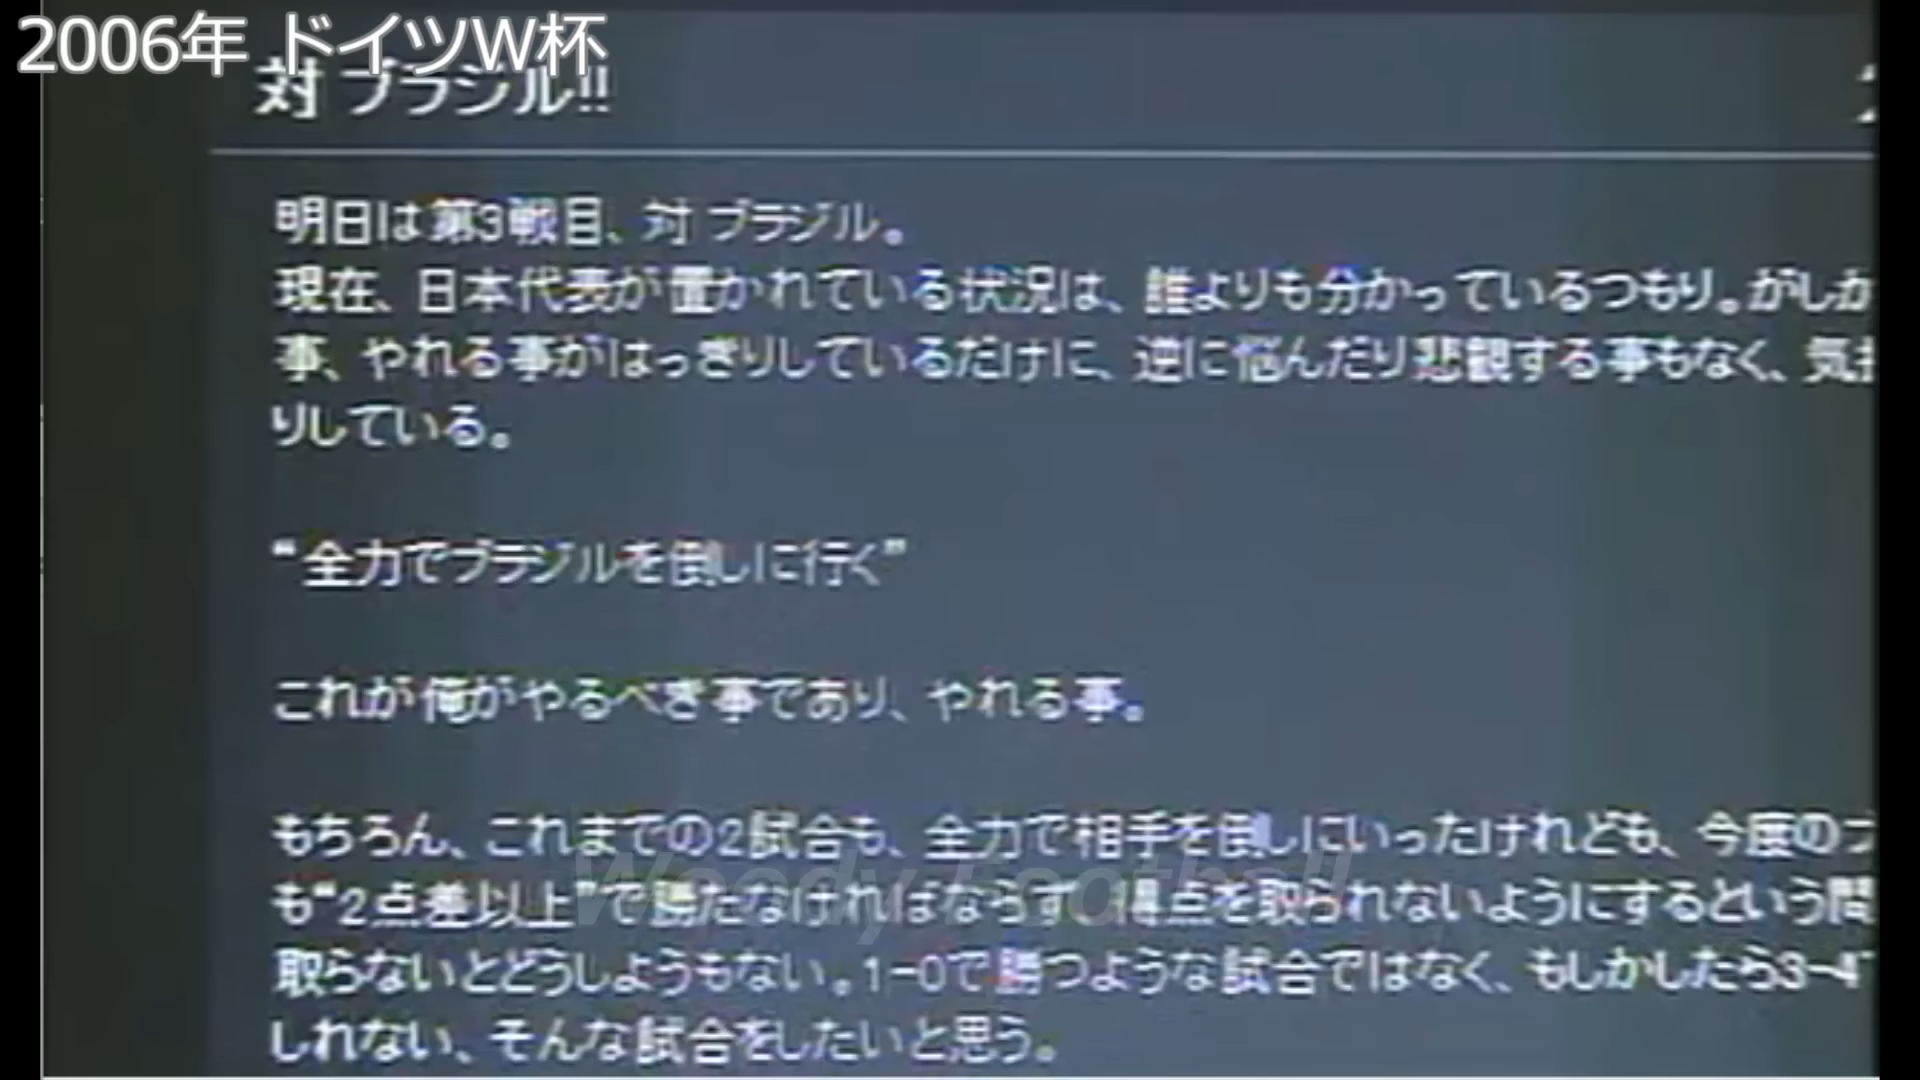 2006年 ドイツW杯
対 ブラジル!!
明日は第3戦目、対 ブラジル。
現在、日本代表が置かれている状況は、誰よりも分かっているつもり。がしか
事、やれる事がはっきりしているだけに、逆に悩んだり悲観する事もなく、気持
りしている。
“全力でブラジルを倒しに行く”
これが俺がやるべき事であり、やれる事。
もちろん、これまでの2試合も、全力で相手を倒しにいったけれども、今度のブ
も“2点差以上”で勝たなければならず、得点を取られないようにするという問
取らないとどうしようもない。1-0で勝つような試合ではなく、もしかしたら3-4
しれない、そんな試合をしたいと思う。
Woody Football